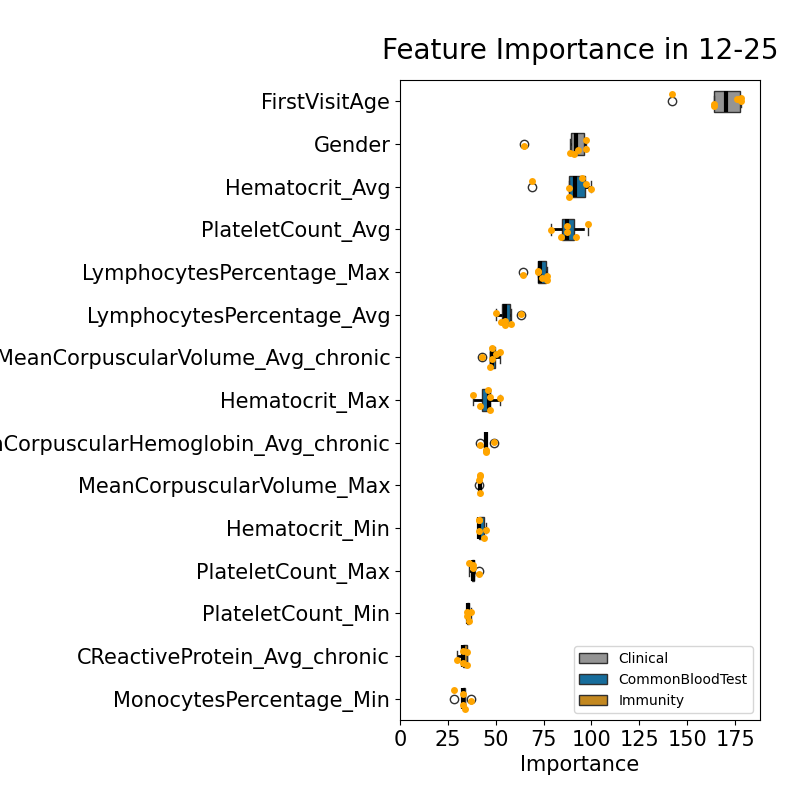 Feature Importance in 12-25
FirstVisitAge
Gender
Hematocrit_Avg
PlateletCount_Avg
LymphocytesPercentage_Max
LymphocytesPercentage_Avg
MeanCorpuscularVolume_Avg_chronic
Hematocrit_Max
CorpuscularHemoglobin_Avg_chronic
MeanCorpuscularVolume_Max
Hematocrit_Min
PlateletCount_Max
PlateletCount_Min
CReactiveProtein_Avg_chronic
MonocytesPercentage_Min
Clinical
CommonBloodTest
Immunity
0 25 50 75 100 125 150 175
Importance